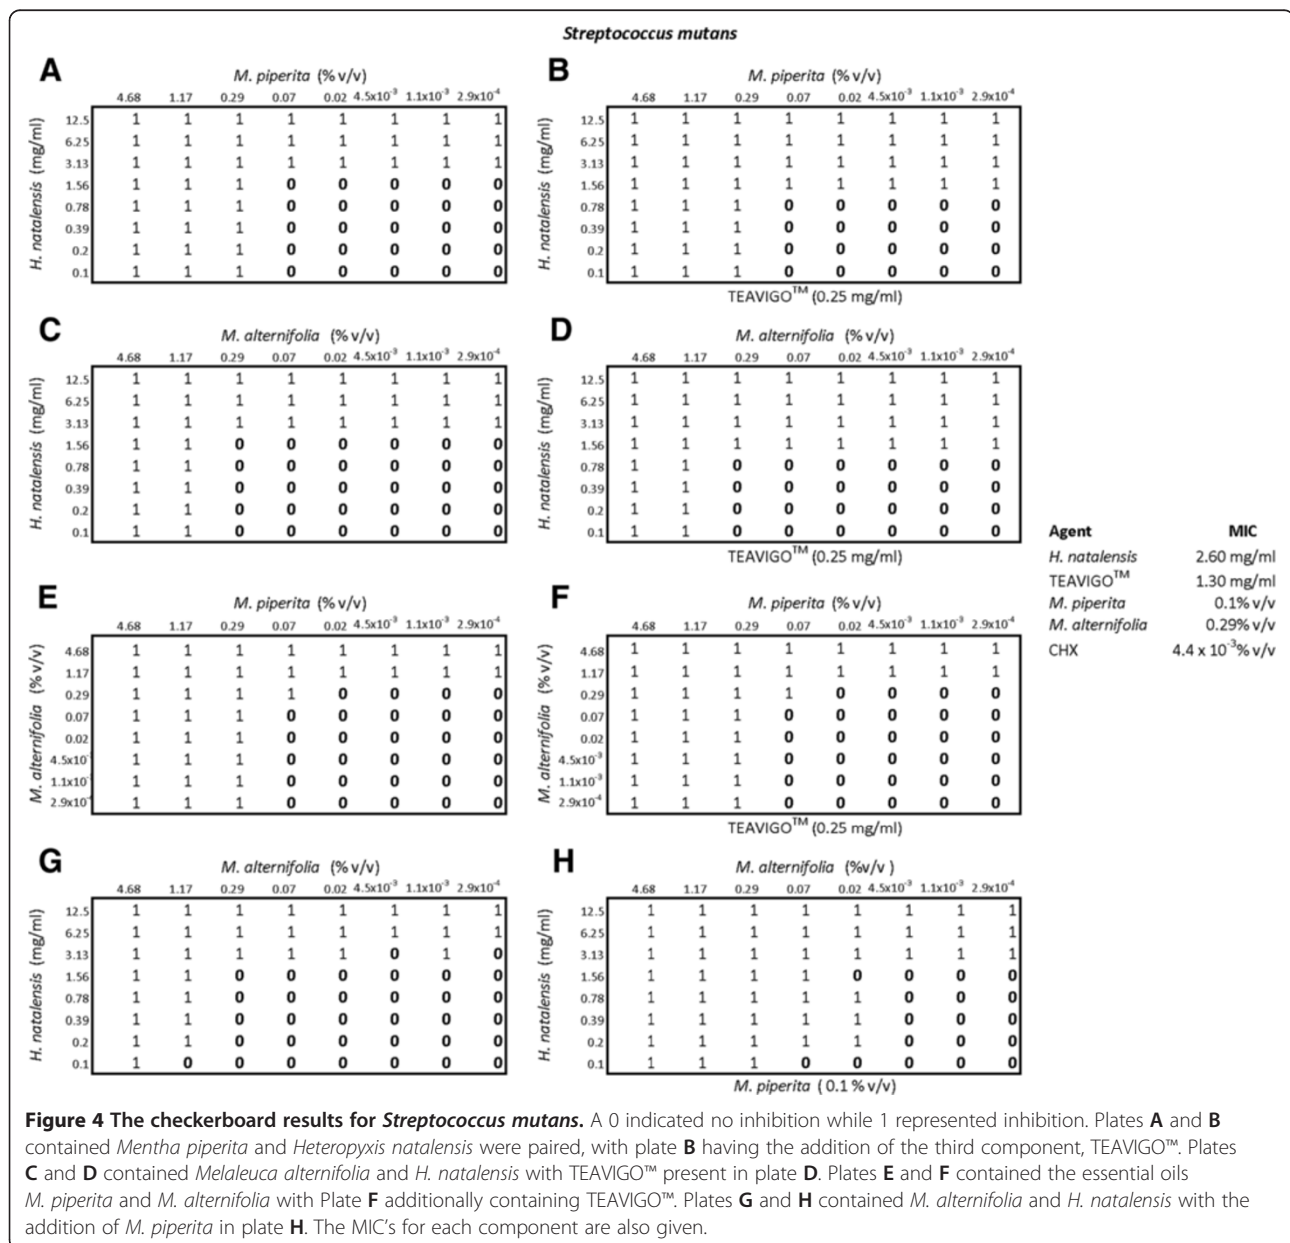 Streptococcus mutans
A
M. piperita (% v/v)
4.68 1.17 0.29 0.07 0.02 4.5x10⁻³ 1.1x10⁻³ 2.9x10⁻⁴
H. natalensis (mg/ml)
12.5 1 1 1 1 1 1 1 1
6.25 1 1 1 1 1 1 1 1
3.13 1 1 1 1 1 1 1 1
1.56 1 1 1 0 0 0 0 0
0.78 1 1 1 0 0 0 0 0
0.39 1 1 1 0 0 0 0 0
0.2 1 1 1 0 0 0 0 0
0.1 1 1 1 0 0 0 0 0
B
M. piperita (% v/v)
4.68 1.17 0.29 0.07 0.02 4.5x10⁻³ 1.1x10⁻³ 2.9x10⁻⁴
H. natalensis (mg/ml)
12.5 1 1 1 1 1 1 1 1
6.25 1 1 1 1 1 1 1 1
3.13 1 1 1 1 1 1 1 1
1.56 1 1 1 1 1 1 1 1
0.78 1 1 1 0 0 0 0 0
0.39 1 1 1 0 0 0 0 0
0.2 1 1 1 0 0 0 0 0
0.1 1 1 1 0 0 0 0 0
TEAVIGO™ (0.25 mg/ml)
C
M. alternifolia (% v/v)
4.68 1.17 0.29 0.07 0.02 4.5x10⁻³ 1.1x10⁻³ 2.9x10⁻⁴
H. natalensis (mg/ml)
12.5 1 1 1 1 1 1 1 1
6.25 1 1 1 1 1 1 1 1
3.13 1 1 1 1 1 1 1 1
1.56 1 1 0 0 0 0 0 0
0.78 1 1 0 0 0 0 0 0
0.39 1 1 0 0 0 0 0 0
0.2 1 1 0 0 0 0 0 0
0.1 1 1 0 0 0 0 0 0
D
M. alternifolia (% v/v)
4.68 1.17 0.29 0.07 0.02 4.5x10⁻³ 1.1x10⁻³ 2.9x10⁻⁴
H. natalensis (mg/ml)
12.5 1 1 1 1 1 1 1 1
6.25 1 1 1 1 1 1 1 1
3.13 1 1 1 1 1 1 1 1
1.56 1 1 1 1 1 1 1 1
0.78 1 1 0 0 0 0 0 0
0.39 1 1 0 0 0 0 0 0
0.2 1 1 0 0 0 0 0 0
0.1 1 1 0 0 0 0 0 0
TEAVIGO™ (0.25 mg/ml)
E
M. piperita (% v/v)
4.68 1.17 0.29 0.07 0.02 4.5x10⁻³ 1.1x10⁻³ 2.9x10⁻⁴
M. alternifolia (% v/v)
4.68 1 1 1 1 1 1 1 1
1.17 1 1 1 1 1 1 1 1
0.29 1 1 1 1 0 0 0 0
0.07 1 1 1 0 0 0 0 0
0.02 1 1 1 0 0 0 0 0
4.5x10⁻³ 1 1 1 0 0 0 0 0
1.1x10⁻ 1 1 1 0 0 0 0 0
2.9x10⁻ 1 1 1 0 0 0 0 0
F
M. piperita (% v/v)
4.68 1.17 0.29 0.07 0.02 4.5x10⁻³ 1.1x10⁻³ 2.9x10⁻⁴
M. alternifolia (% v/v)
4.68 1 1 1 1 1 1 1 1
1.17 1 1 1 1 1 1 1 1
0.29 1 1 1 1 0 0 0 0
0.07 1 1 1 0 0 0 0 0
0.02 1 1 1 0 0 0 0 0
4.5x10⁻³ 1 1 1 0 0 0 0 0
1.1x10⁻³ 1 1 1 0 0 0 0 0
2.9x10⁻⁴ 1 1 1 0 0 0 0 0
TEAVIGO™ (0.25 mg/ml)
G
M. alternifolia (% v/v)
4.68 1.17 0.29 0.07 0.02 4.5x10⁻³ 1.1x10⁻³ 2.9x10⁻⁴
H. natalensis (mg/ml)
12.5 1 1 1 1 1 1 1 1
6.25 1 1 1 1 1 1 1 1
3.13 1 1 1 1 1 0 1 0
1.56 1 1 0 0 0 0 0 0
0.78 1 1 0 0 0 0 0 0
0.39 1 1 0 0 0 0 0 0
0.2 1 1 0 0 0 0 0 0
0.1 1 0 0 0 0 0 0 0
H
M. alternifolia (%v/v )
4.68 1.17 0.29 0.07 0.02 4.5x10⁻³ 1.1x10⁻³ 2.9x10⁻⁴
H. natalensis (mg/ml)
12.5 1 1 1 1 1 1 1 1
6.25 1 1 1 1 1 1 1 1
3.13 1 1 1 1 1 1 1 1
1.56 1 1 1 1 0 0 0 0
0.78 1 1 1 1 1 0 0 0
0.39 1 1 1 1 1 0 0 0
0.2 1 1 1 1 1 0 0 0
0.1 1 1 1 0 0 0 0 0
M. piperita ( 0.1 % v/v)
Agent MIC
H. natalensis 2.60 mg/ml
TEAVIGO™ 1.30 mg/ml
M. piperita 0.1% v/v
M. alternifolia 0.29% v/v
CHX 4.4 x 10⁻³% v/v
Figure 4 The checkerboard results for Streptococcus mutans. A 0 indicated no inhibition while 1 represented inhibition. Plates A and B
contained Mentha piperita and Heteropyxis natalensis were paired, with plate B having the addition of the third component, TEAVIGO™. Plates
C and D contained Melaleuca alternifolia and H. natalensis with TEAVIGO™ present in plate D. Plates E and F contained the essential oils
M. piperita and M. alternifolia with Plate F additionally containing TEAVIGO™. Plates G and H contained M. alternifolia and H. natalensis with the
addition of M. piperita in plate H. The MIC's for each component are also given.